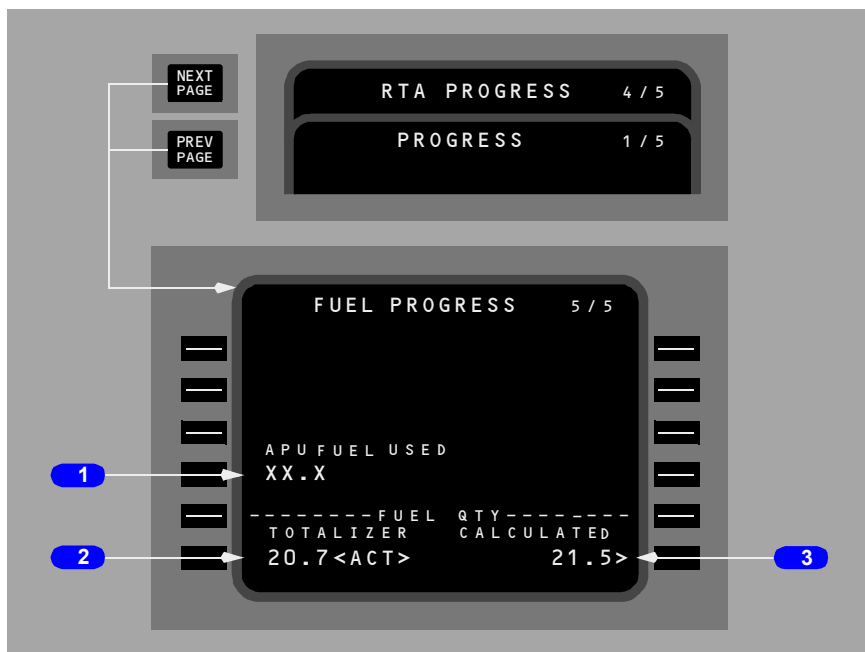 NEXT
PAGE
RTA PROGRESS 4/5
PREV
PAGE
PROGRESS 1/5
FUEL PROGRESS 5/5
APU FUEL USED
1
XX.X
--------FUEL QTY--------
TOTALIZER CALCULATED
2
20.7<ACT> 21.5>
3